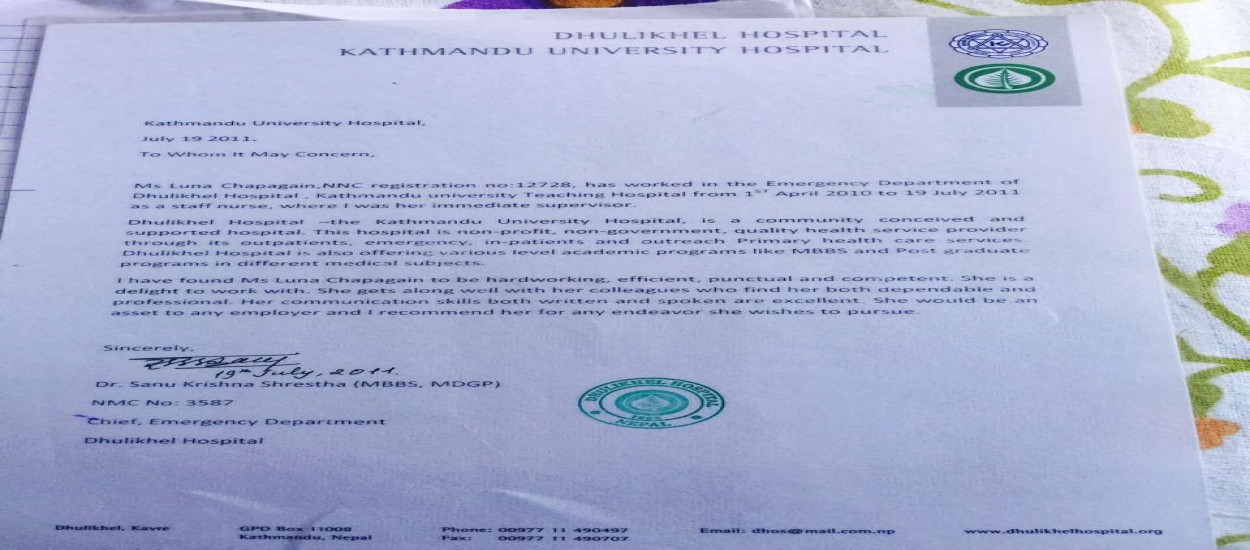 DHULIKHEL HOSPITAL
KATHMANDU UNIVERSITY HOSPITAL
Kathmandu University Hospital,
July 19 2011.
To Whom It May Concern,
Ms Luna Chapagain,NNC registration no:12728, has worked in the Emergency Department of
Dhulikhel Hospital , Kathmandu university Teaching Hospital from 1ST April 2010 to 19 July 2011
as a staff nurse, where I was her immediate supervisor.
Dhulikhel Hospital –the Kathmandu University Hospital, is a community conceived and
supported hospital. This hospital is non-profit, non-government, quality health service provider
through its outpatients, emergency, in-patients and outreach Primary health care services.
Dhulikhel Hospital is also offering various level academic programs like MBBS and Post graduate
programs in different medical subjects.
I have found Ms Luna Chapagain to be hardworking, efficient, punctual and competent. She is a
delight to work with. She gets along well with her colleagues who find her both dependable and
professional. Her communication skills both written and spoken are excellent. She would be an
asset to any employer and I recommend her for any endeavor she wishes to pursue.
Sincerely,
19th July, 2011.
Dr. Sanu Krishna Shrestha (MBBS, MDGP)
NMC No: 3587
Chief, Emergency Department
Dhulikhel Hospital
DHULIKHEL HOSPITAL
NEPAL
Dhulikhel, Kavre GPO Box 11008 Phone: 00977 11 490497 Email: dhos@mail.com.np www.dhulikhelhospital.org
Kathmandu, Nepal Fax: 00977 11 490707